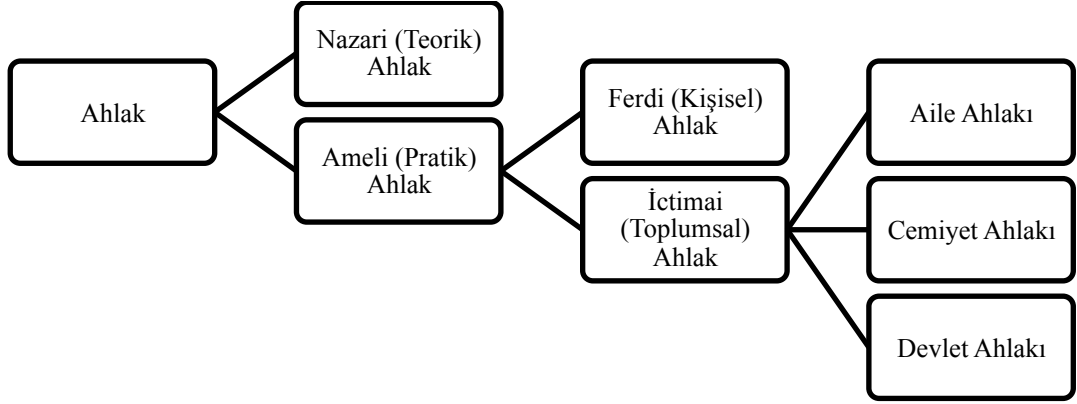 Ahlak
Nazari (Teorik)
Ahlak
Ameli (Pratik)
Ahlak
Ferdi (Kişisel)
Ahlak
İctimai
(Toplumsal)
Ahlak
Aile Ahlakı
Cemiyet Ahlakı
Devlet Ahlakı